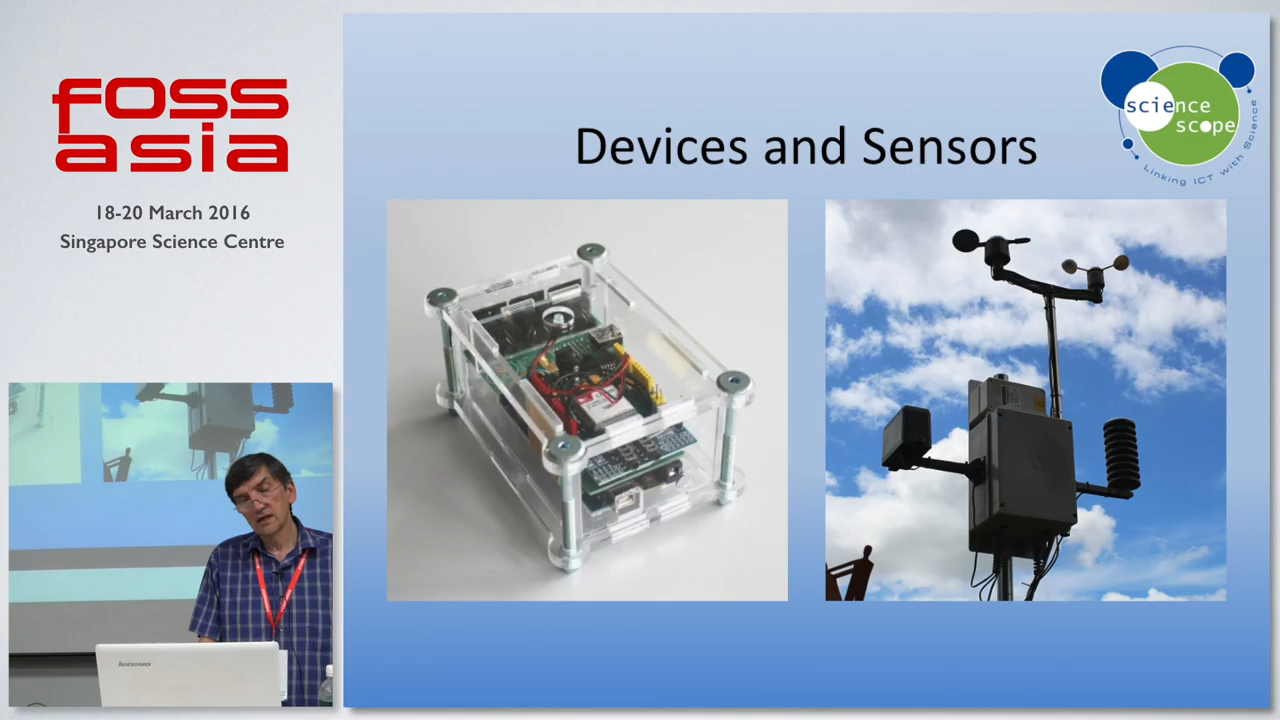 foss
asia
18-20 March 2016
Singapore Science Centre
Devices and Sensors
science
scope
Linking ICT with Science
lenovo